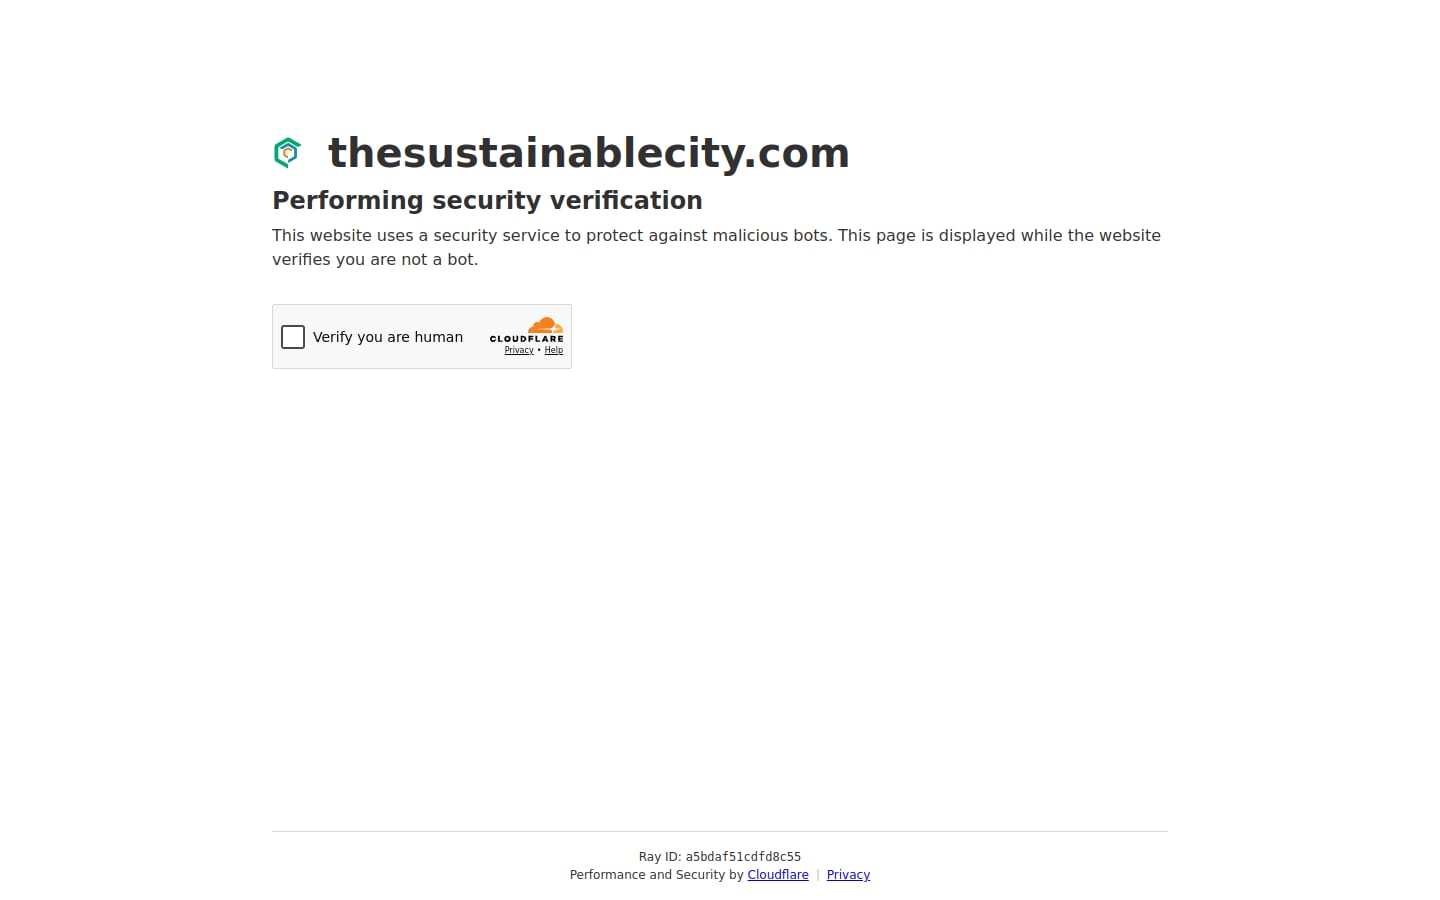 thesustainablecity.com
Performing security verification
This website uses a security service to protect against malicious bots. This page is displayed while the website
verifies you are not a bot.
Verify you are human
CLOUDFLARE
Privacy • Help
Ray ID: a5bdaf51cdfd8c55
Performance and Security by Cloudflare | Privacy